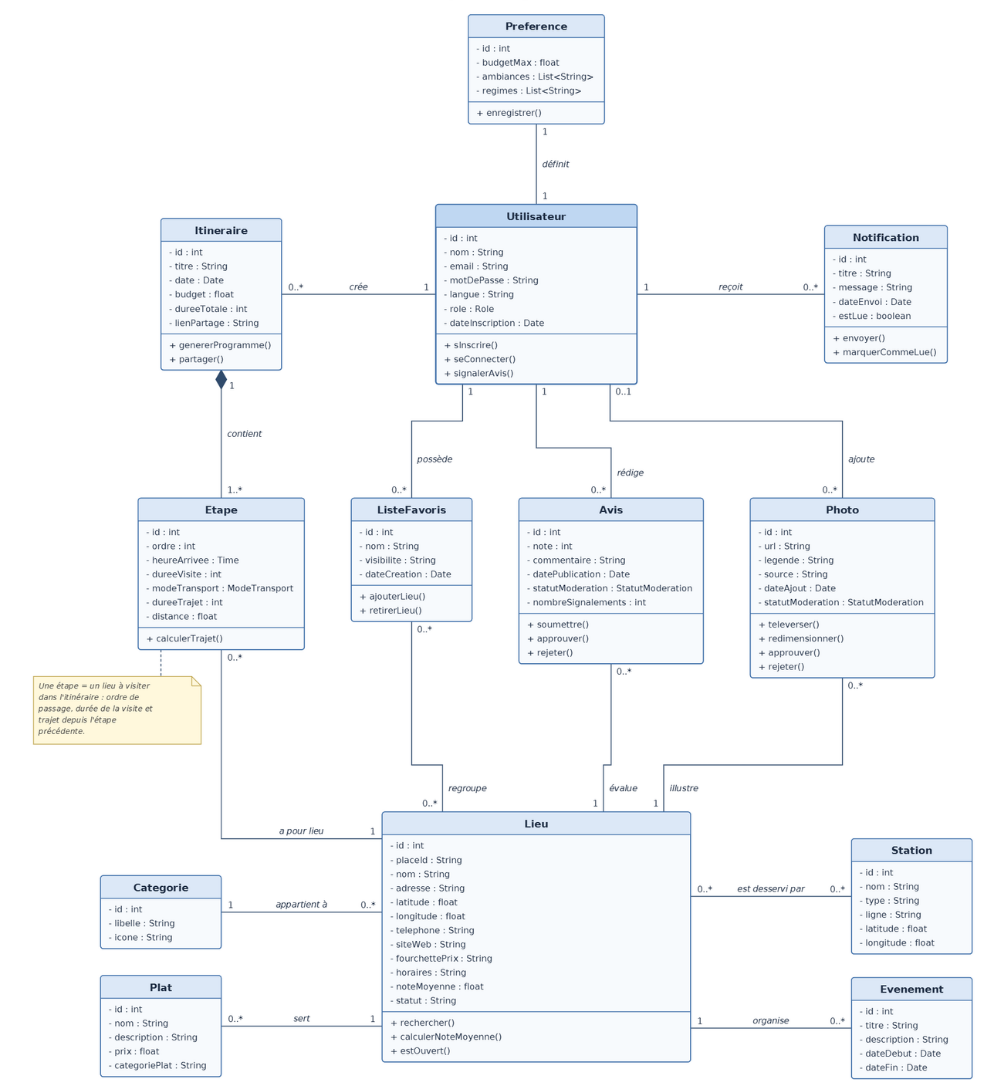 Preference
- id : int
- budgetMax : float
- ambiances : List<String>
- regimes : List<String>
+ enregistrer()
1
définit
1
Utilisateur
- id : int
- nom : String
- email : String
- motDePasse : String
- langue : String
- role : Role
- dateInscription : Date
+ sInscrire()
+ seConnecter()
+ signalerAvis()
Itineraire
- id : int
- titre : String
- date : Date
- budget : float
- dureeTotale : int
- lienPartage : String
+ genererProgramme()
+ partager()
0..*
crée
1
Notification
- id : int
- titre : String
- message : String
- dateEnvoi : Date
- estLue : boolean
+ envoyer()
+ marquerCommeLue()
1
reçoit
0..*
1
contient
1..*
1
possède
0..*
1
rédige
0..*
0..1
ajoute
0..*
Etape
- id : int
- ordre : int
- heureArrivee : Time
- dureeVisite : int
- modeTransport : ModeTransport
- dureeTrajet : int
- distance : float
+ calculerTrajet()
ListeFavoris
- id : int
- nom : String
- visibilite : String
- dateCreation : Date
+ ajouterLieu()
+ retirerLieu()
Avis
- id : int
- note : int
- commentaire : String
- datePublication : Date
- statutModeration : StatutModeration
- nombreSignalements : int
+ soumettre()
+ approuver()
+ rejeter()
Photo
- id : int
- url : String
- legende : String
- source : String
- dateAjout : Date
- statutModeration : StatutModeration
+ televerser()
+ redimensionner()
+ approuver()
+ rejeter()
Une étape = un lieu à visiter
dans l'itinéraire : ordre de
passage, durée de la visite et
trajet depuis l'étape
précédente.
0..*
a pour lieu
1
0..*
regroupe
0..*
0..*
évalue
1
0..*
illustre
1
Lieu
- id : int
- placeId : String
- nom : String
- adresse : String
- latitude : float
- longitude : float
- telephone : String
- siteWeb : String
- fourchettePrix : String
- horaires : String
- noteMoyenne : float
- statut : String
+ rechercher()
+ calculerNoteMoyenne()
+ estOuvert()
Categorie
- id : int
- libelle : String
- icone : String
1
appartient à
0..*
Plat
- id : int
- nom : String
- description : String
- prix : float
- categoriePlat : String
0..*
sert
1
Station
- id : int
- nom : String
- type : String
- ligne : String
- latitude : float
- longitude : float
0..*
est desservi par
0..*
Evenement
- id : int
- titre : String
- description : String
- dateDebut : Date
- dateFin : Date
1
organise
0..*